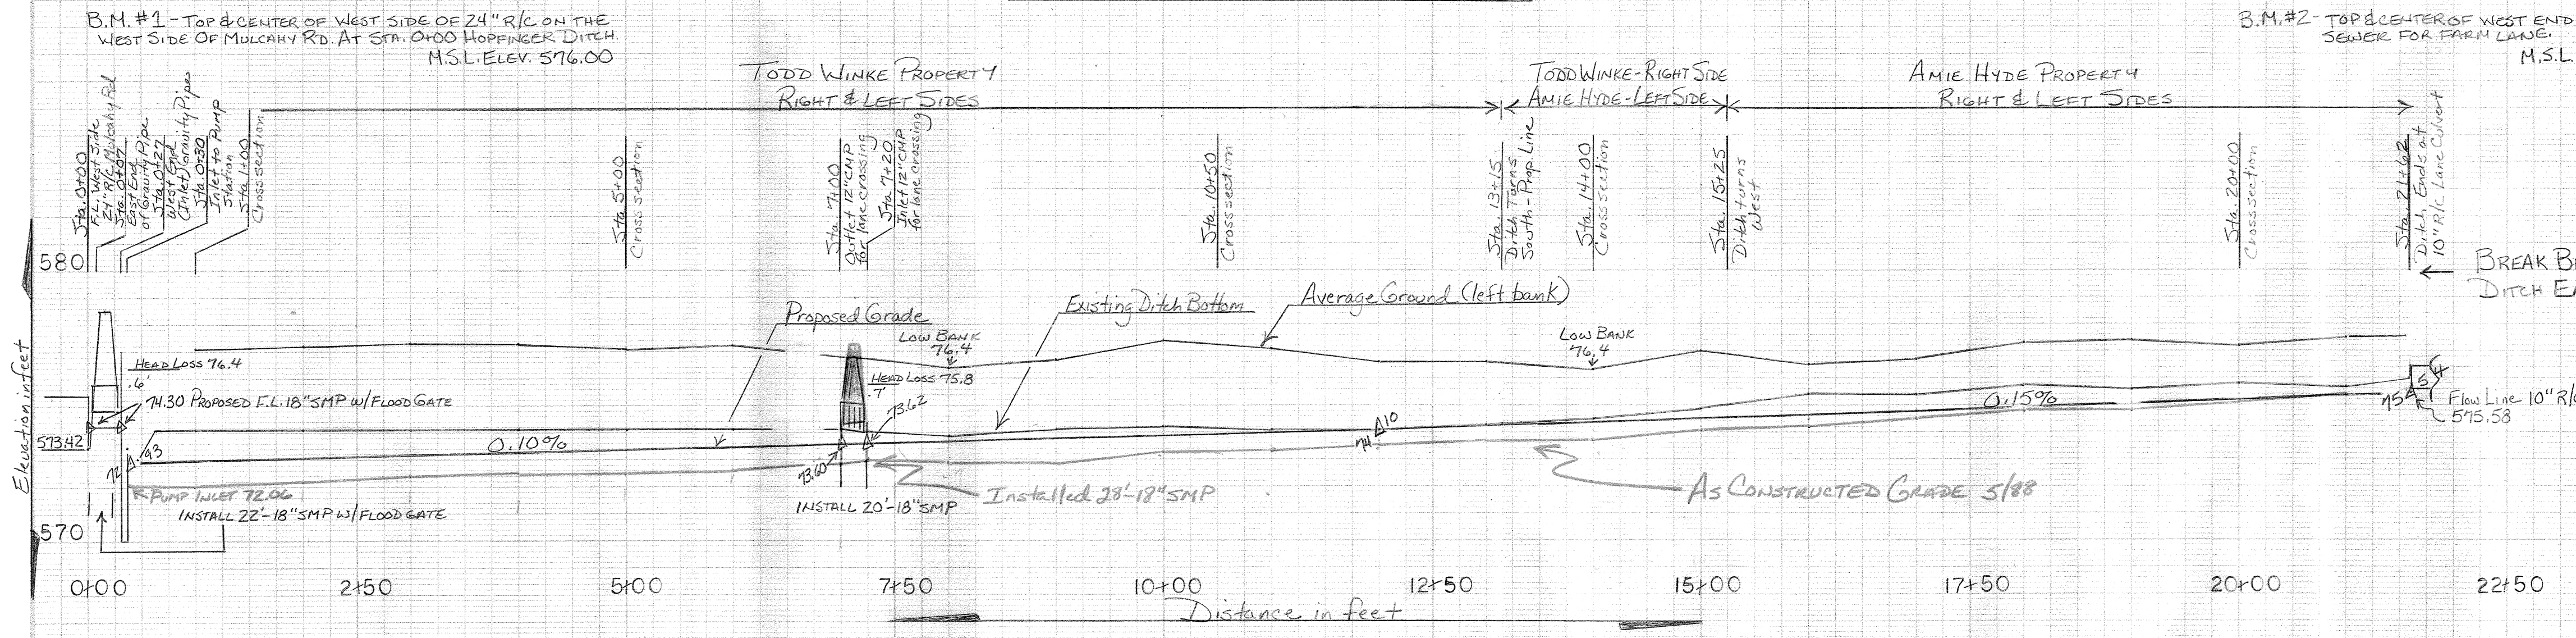 B.M. #1 - TOP & CENTER OF WEST SIDE OF 24" R/C ON THE
WEST SIDE OF MULCAHY RD. AT STA. 0+00 HOPFINGER DITCH.
M.S.L. ELEV. 576.00
B.M. #2 - TOP & CENTER OF WEST END
SEWER FOR FARM LANE.
M.S.L.
TODD WINKE PROPERTY
RIGHT & LEFT SIDES
TODD WINKE - RIGHT SIDE
AMIE HYDE - LEFT SIDE
AMIE HYDE PROPERTY
RIGHT & LEFT SIDES
Sta. 0+00
F.L. West Side
24" R/C Mulcahy Rd
Sta. 0+07
East End
of Gravity Pipe
Sta. 0+27
West End
(Inlet) Gravity Pipes
Sta. 0+30
Inlet to Pump
Station
Sta 1+00
Cross section
Sta 5+00
Cross section
Sta. 7+00
Outlet 12" CMP
for lane crossing
Sta 7+20
Inlet 12" CMP
for lane crossing
Sta. 10+50
Cross section
Sta. 13+15
Ditch Turns
South - Prop. Line
Sta. 14+00
Cross section
Sta. 15+25
Ditch turns
West
Sta. 20+00
Cross section
Sta. 21+62
Ditch Ends at
10" R/C Lane Culvert
580
BREAK
DITCH
Proposed Grade
Existing Ditch Bottom
Average Ground (left bank)
LOW BANK
76.4
LOW BANK
76.4
HEAD LOSS 76.4
.6'
HEAD LOSS 75.8
.7'
74.30 PROPOSED F.L. 18" SMP W/FLOOD GATE
73.62
573.42
0.10%
0.15%
74 10
75
5
Flow Line 10" R/C
575.58
72 .93
73.60
PUMP INLET 72.06
INSTALL 22'-18" SMP W/FLOOD GATE
INSTALL 20'-18" SMP
Installed 28'-18" SMP
AS CONSTRUCTED GRADE 5/88
570
Elevation in feet
0+00 2+50 5+00 7+50 10+00 12+50 15+00 17+50 20+00 22+50
Distance in feet